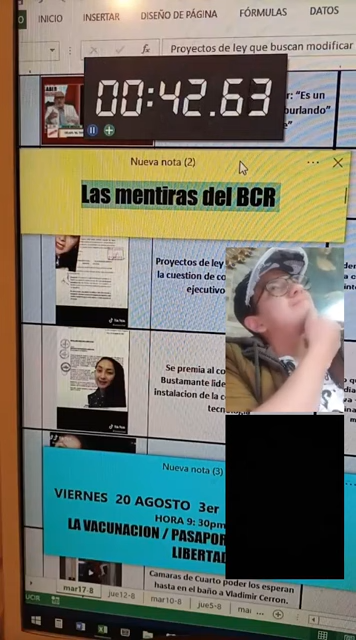 INICIO INSERTAR DISEÑO DE PÁGINA FÓRMULAS DATOS
fx Proyectos de ley que buscan modificar
00:42.63
r: "Es un
burlando"
Nueva nota (2)
Las mentiras del BCR
Proyectos de ley
la cuestion de co
ejecutivo
Se premia al co
Bustamante lide
instalacion de la c
tecn
Nueva nota (3)
VIERNES 20 AGOSTO 3er
HORA 9: 30pm
LA VACUNACION / PASAPOR
LIBERTAD
Camaras de Cuarto poder los esperan
hasta en el baño a Vladimir Cerron.
mar17-8 jue12-8 mar10-8 jue5-8 mar